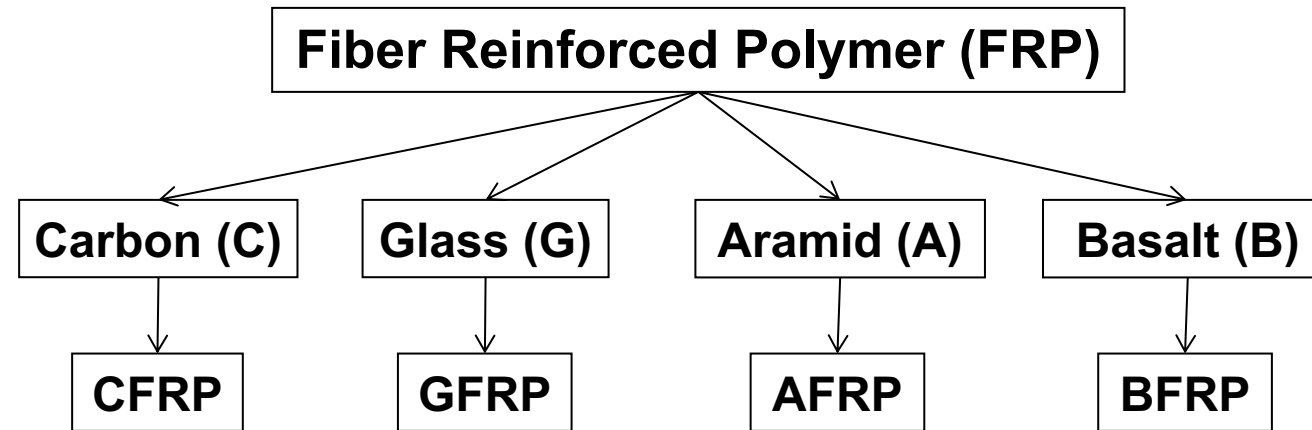 Fiber Reinforced Polymer (FRP)
Carbon (C)
Glass (G)
Aramid (A)
Basalt (B)
CFRP
GFRP
AFRP
BFRP